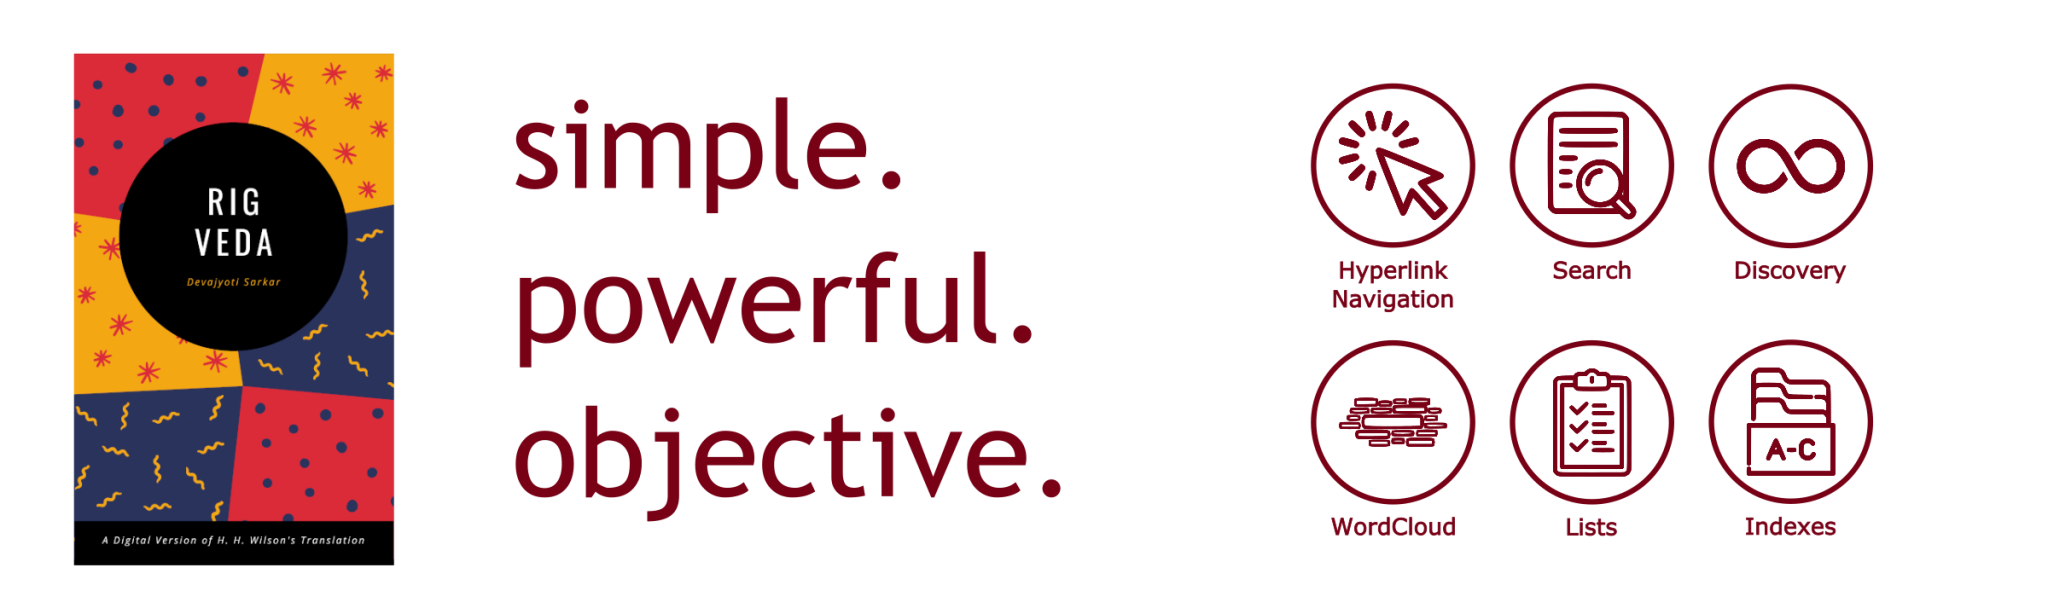 RIG
VEDA
Devajyoti Sarkar
A Digital Version of H. H. Wilson's Translation
simple.
powerful.
objective.
Hyperlink
Navigation
Search
Discovery
WordCloud
Lists
A-C
Indexes